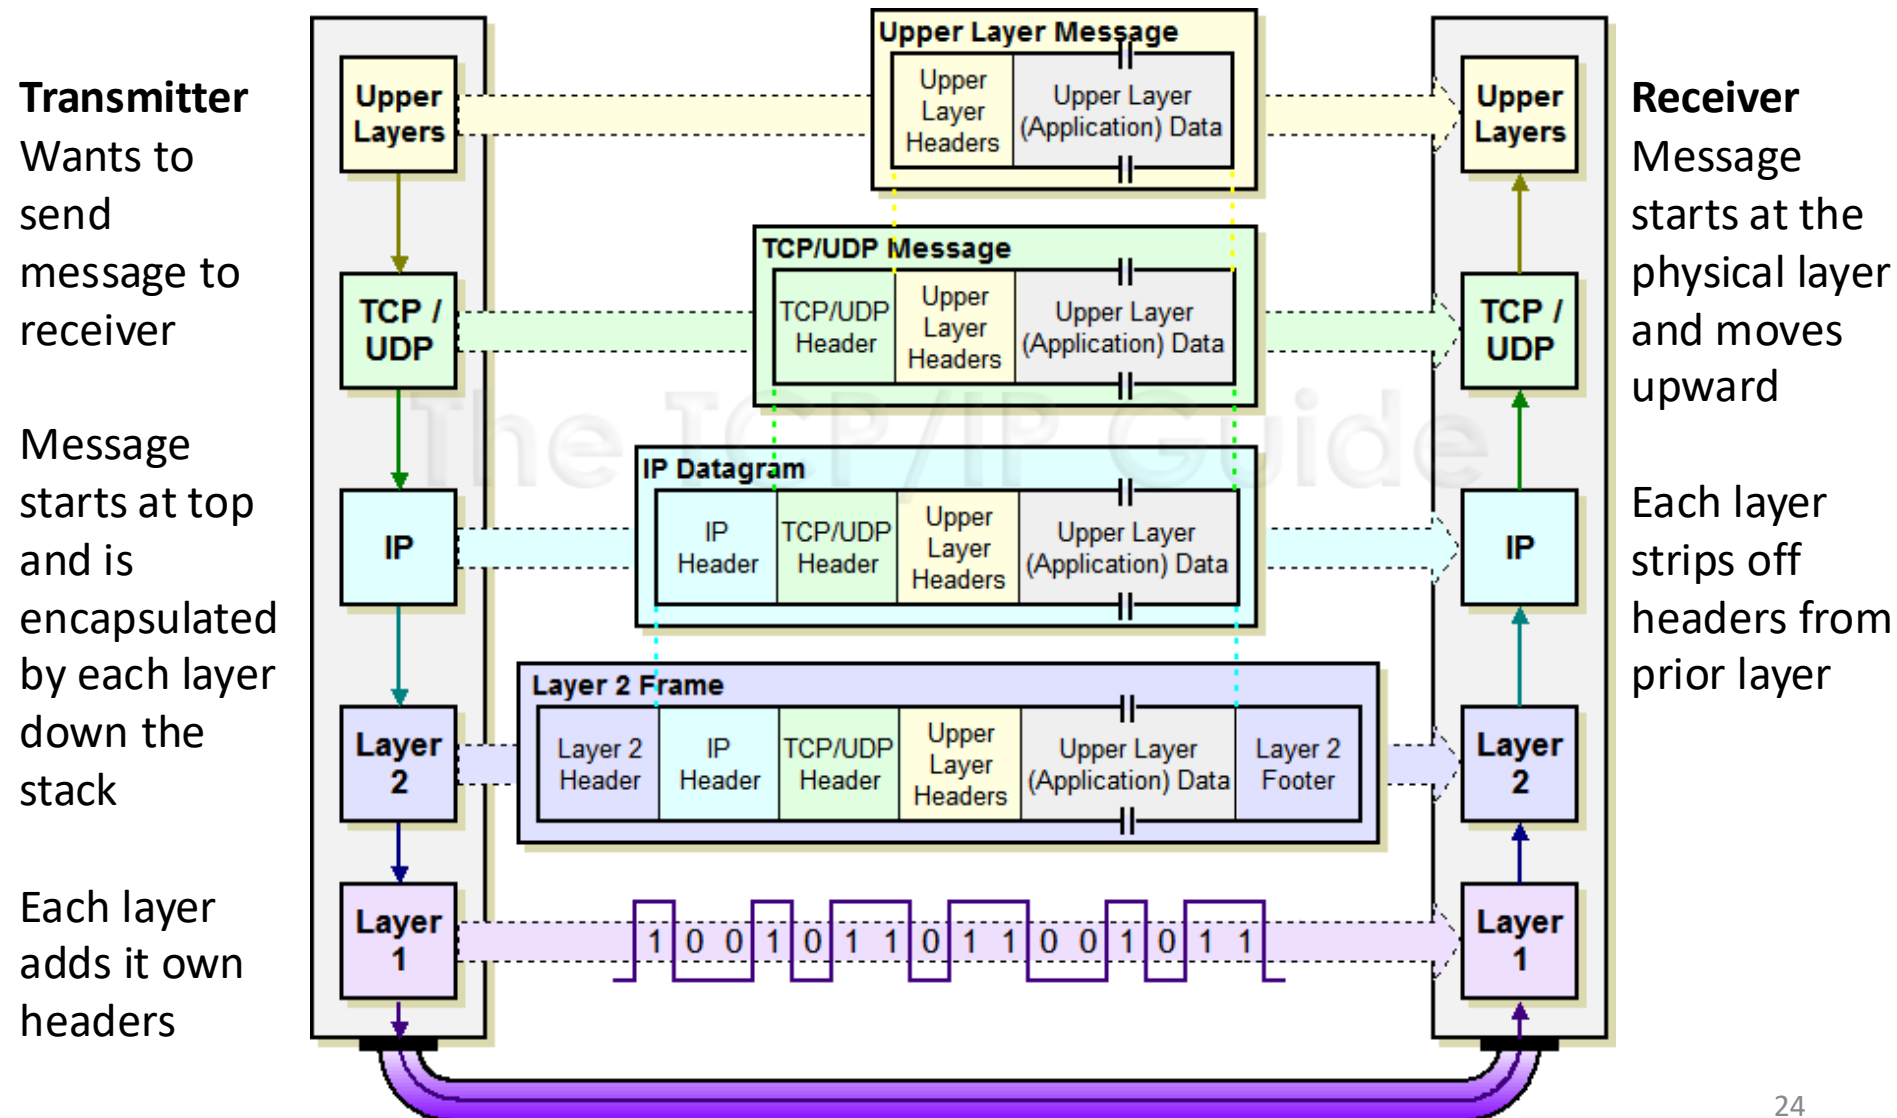 Transmitter
Wants to
send
message to
receiver
Message
starts at top
and is
encapsulated
by each layer
down the
stack
Each layer
adds it own
headers
Upper
Layers
TCP /
UDP
IP
Layer
2
Layer
1
Upper Layer Message
Upper
Layer
Headers
Upper Layer
(Application) Data
TCP/UDP Message
TCP/UDP
Header
Upper
Layer
Headers
Upper Layer
(Application) Data
The TCP/IP Guide
IP Datagram
IP
Header
TCP/UDP
Header
Upper
Layer
Headers
Upper Layer
(Application) Data
Layer 2 Frame
Layer 2
Header
IP
Header
TCP/UDP
Header
Upper
Layer
Headers
Upper Layer
(Application) Data
Layer 2
Footer
1 0 0 1 0 1 1 0 1 1 0 0 1 0 1 1
Upper
Layers
TCP /
UDP
IP
Layer
2
Layer
1
Receiver
Message
starts at the
physical layer
and moves
upward
Each layer
strips off
headers from
prior layer
24